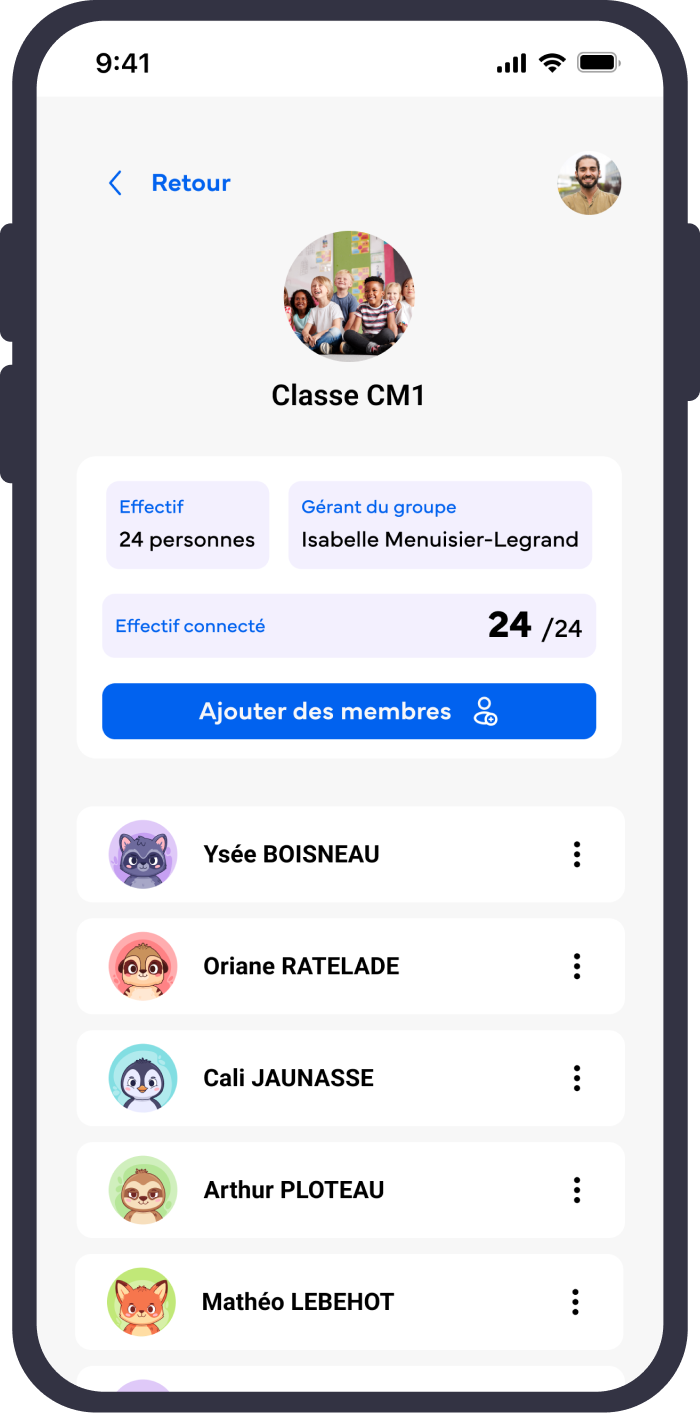 9:41
Retour
Classe CM1
Effectif
24 personnes
Gérant du groupe
Isabelle Menuisier-Legrand
Effectif connecté
24 /24
Ajouter des membres
Ysée BOISNEAU
Oriane RATELADE
Cali JAUNASSE
Arthur PLOTEAU
Mathéo LEBEHOT